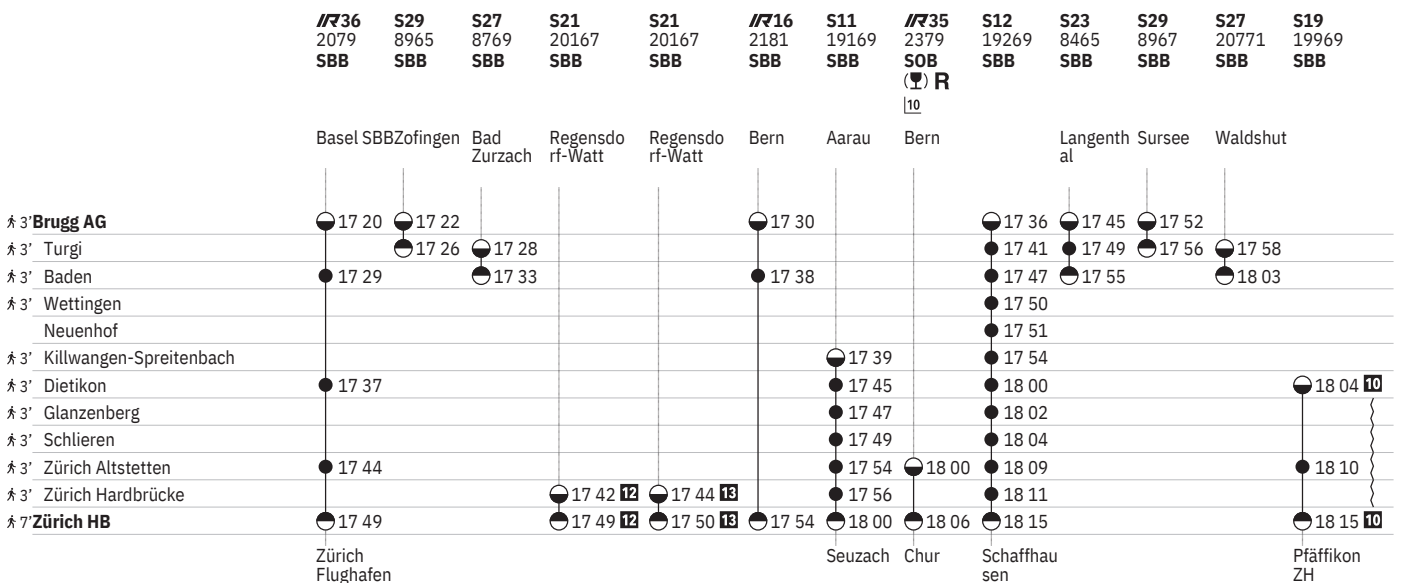 IR36 S29 S27 S21 S21 IR16 S11 IR35 S12 S23 S29 S27 S19
2079 8965 8769 20167 20167 2181 19169 2379 19269 8465 8967 20771 19969
SBB SBB SBB SBB SBB SBB SBB SOB SBB SBB SBB SBB SBB
R
10
Basel SBB Zofingen Bad Regensdo Regensdo Bern Aarau Bern Langenth Sursee Waldshut
Zurzach rf-Watt rf-Watt al
3' Brugg AG 17 20 17 22 17 30 17 36 17 45 17 52
3' Turgi 17 26 17 28 17 41 17 49 17 56 17 58
3' Baden 17 29 17 33 17 38 17 47 17 55 18 03
3' Wettingen 17 50
Neuenhof 17 51
3' Killwangen-Spreitenbach 17 39 17 54
3' Dietikon 17 37 17 45 18 00 18 04 10
3' Glanzenberg 17 47 18 02
3' Schlieren 17 49 18 04
3' Zürich Altstetten 17 44 17 54 18 00 18 09 18 10
3' Zürich Hardbrücke 17 42 12 17 44 13 17 56 18 11
7' Zürich HB 17 49 17 49 12 17 50 13 17 54 18 00 18 06 18 15 18 15 10
Zürich Seuzach Chur Schaffhau Pfäffikon
Flughafen sen ZH